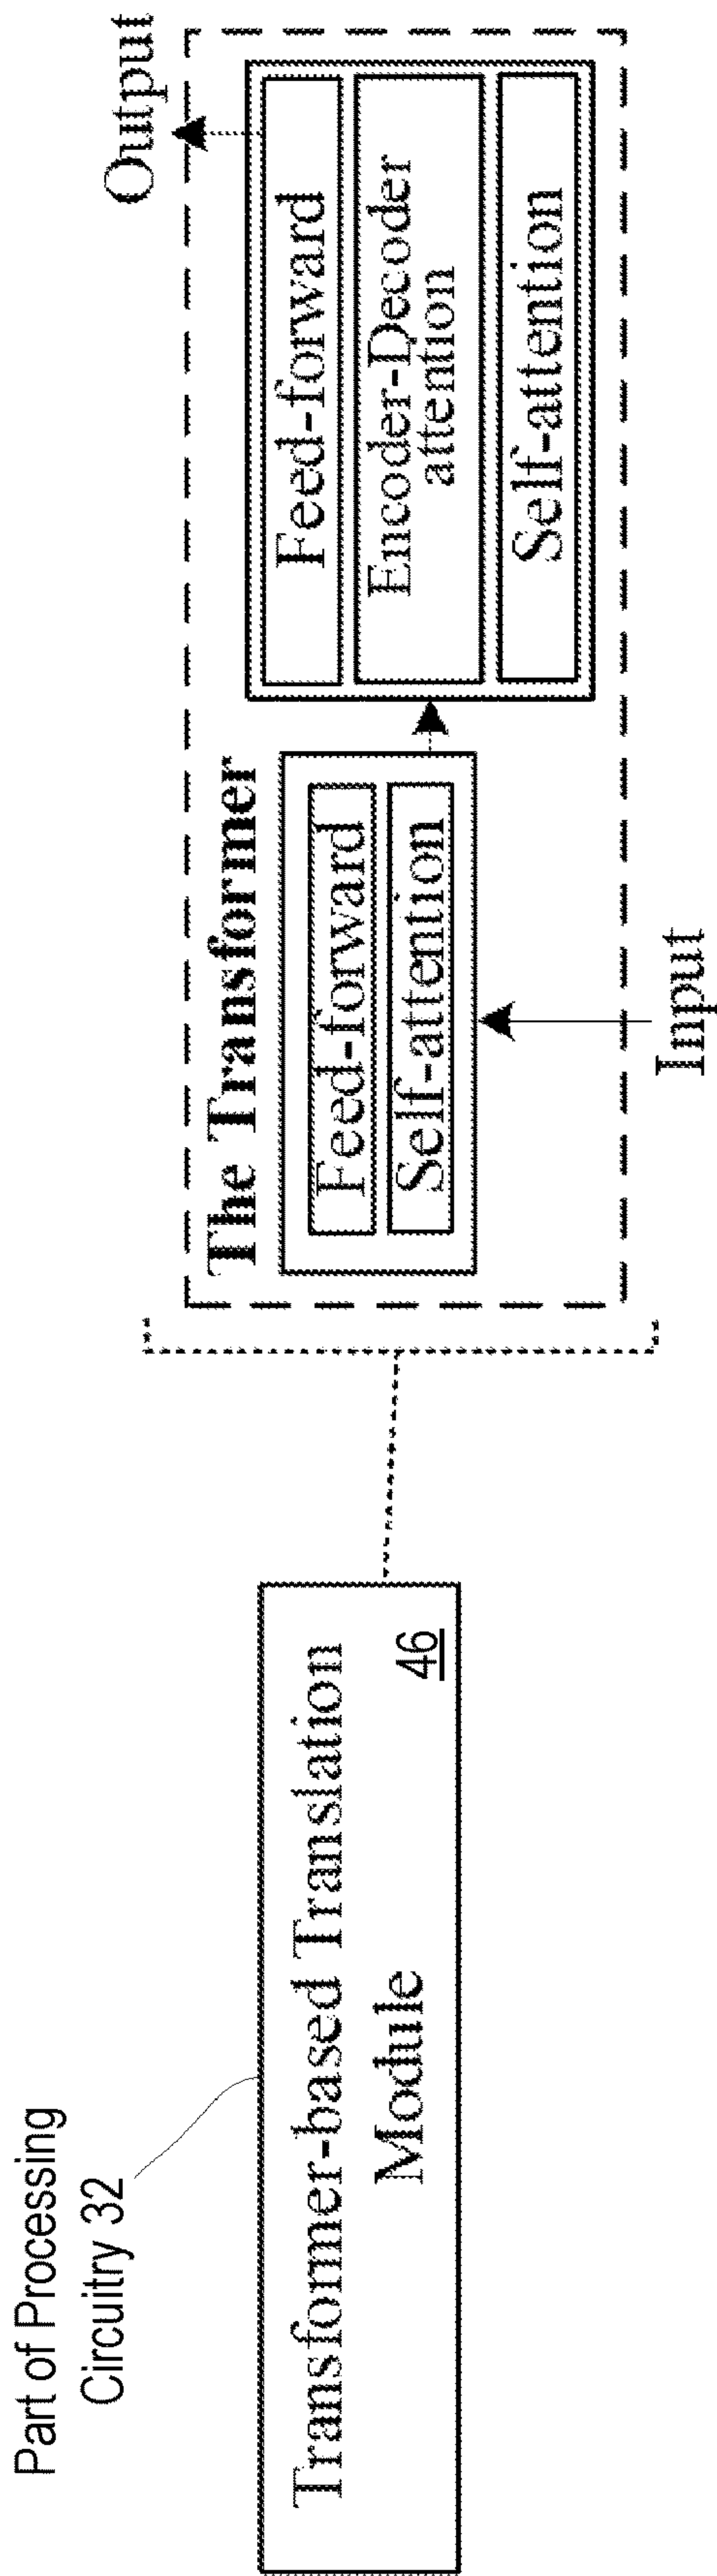 Part of Processing
Circuitry 32
Transformer-based Translation
Module
46
The Transformer
Feed-forward
Self-attention
Input
Output
Feed-forward
Encoder-Decoder
attention
Self-attention